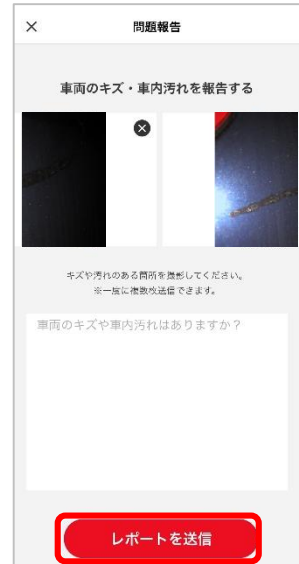 × 問題報告
車両のキズ・車内汚れを報告する
キズや汚れのある箇所を撮影してください。
※一度に複数枚送信できます。
車両のキズや車内汚れはありますか？
レポートを送信